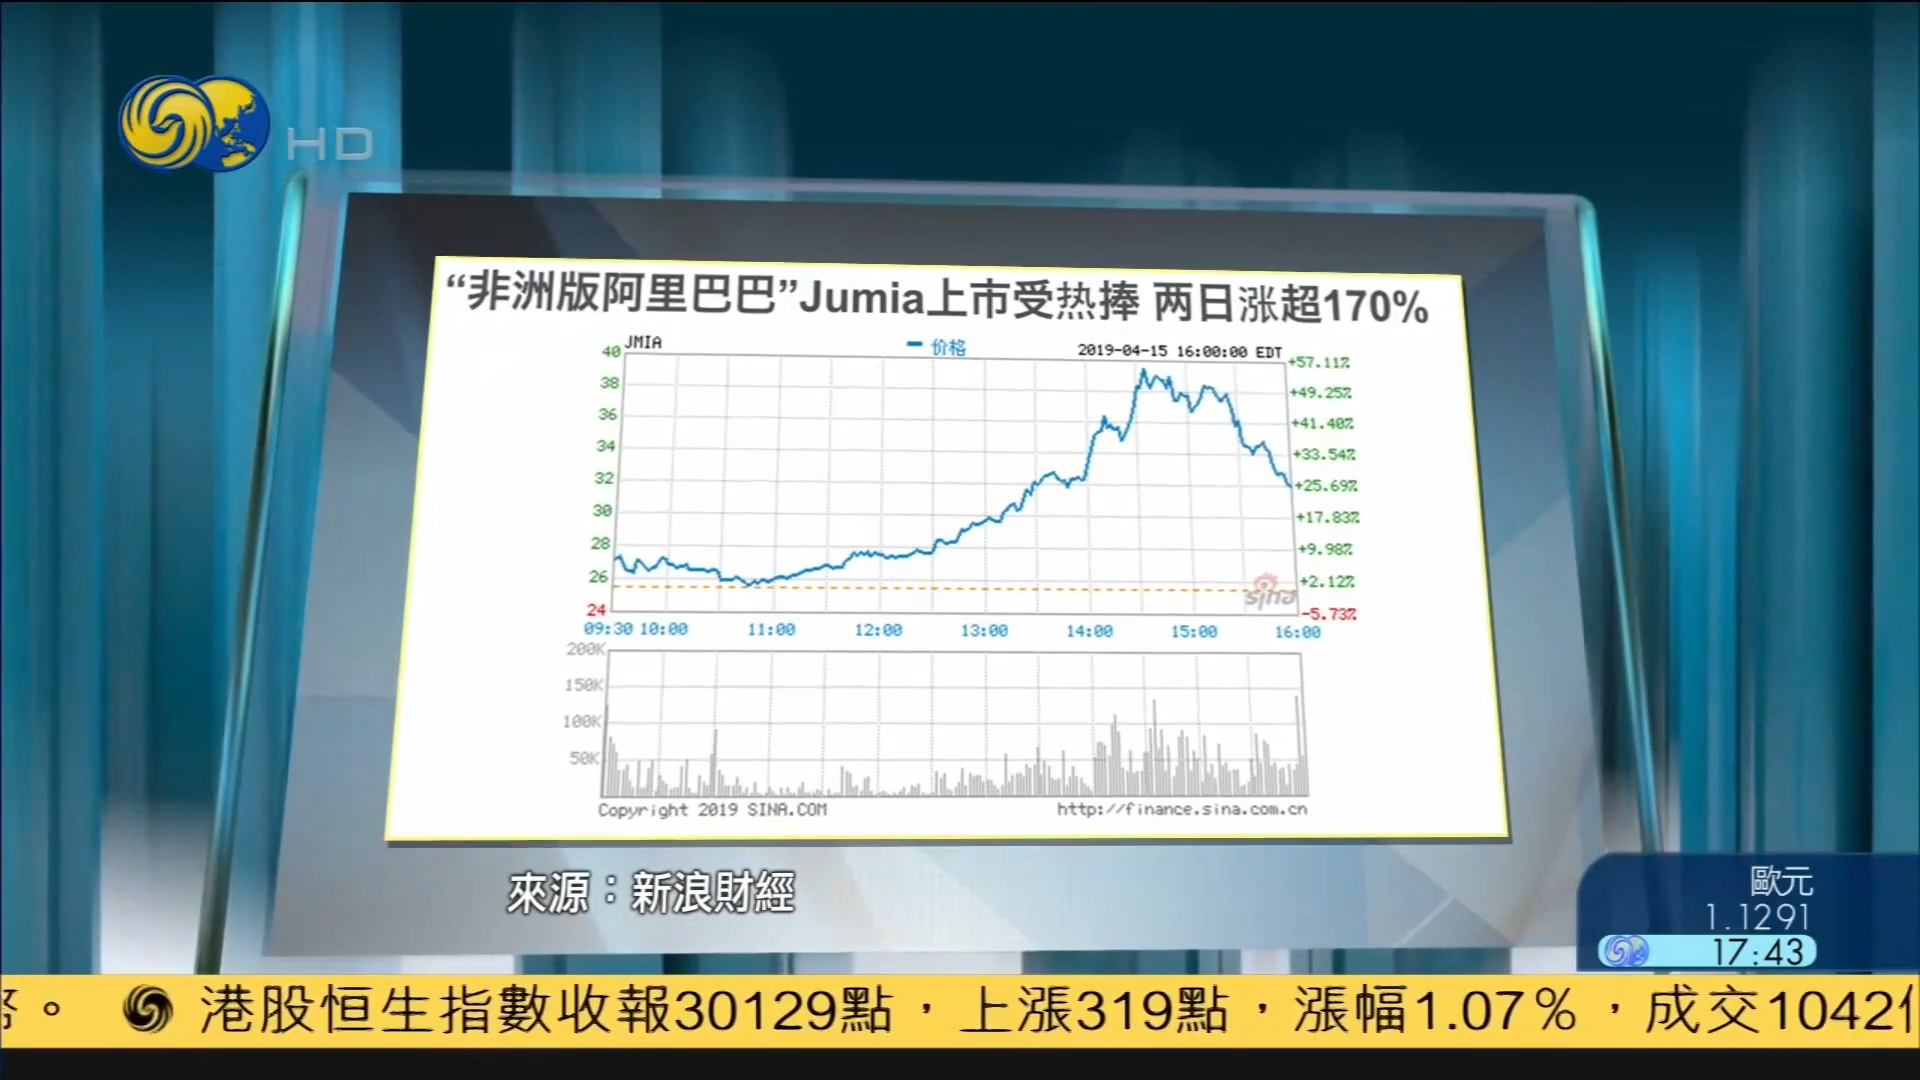 HD
“非洲版阿里巴巴”Jumia上市受热捧 两日涨超170%
JMIA
价格
2019-04-15 16:00:00 EDT
40
38
36
34
32
30
28
26
24
+57.11%
+49.25%
+41.40%
+33.54%
+25.69%
+17.83%
+9.98%
+2.12%
-5.73%
sina
09:30 10:00 11:00 12:00 13:00 14:00 15:00 16:00
200K
150K
100K
50K
Copyright 2019 SINA.COM
http://finance.sina.com.cn
來源：新浪財經
歐元
1.1291
17:43
。 港股恒生指數收報30129點，上漲319點，漲幅1.07％，成交1042